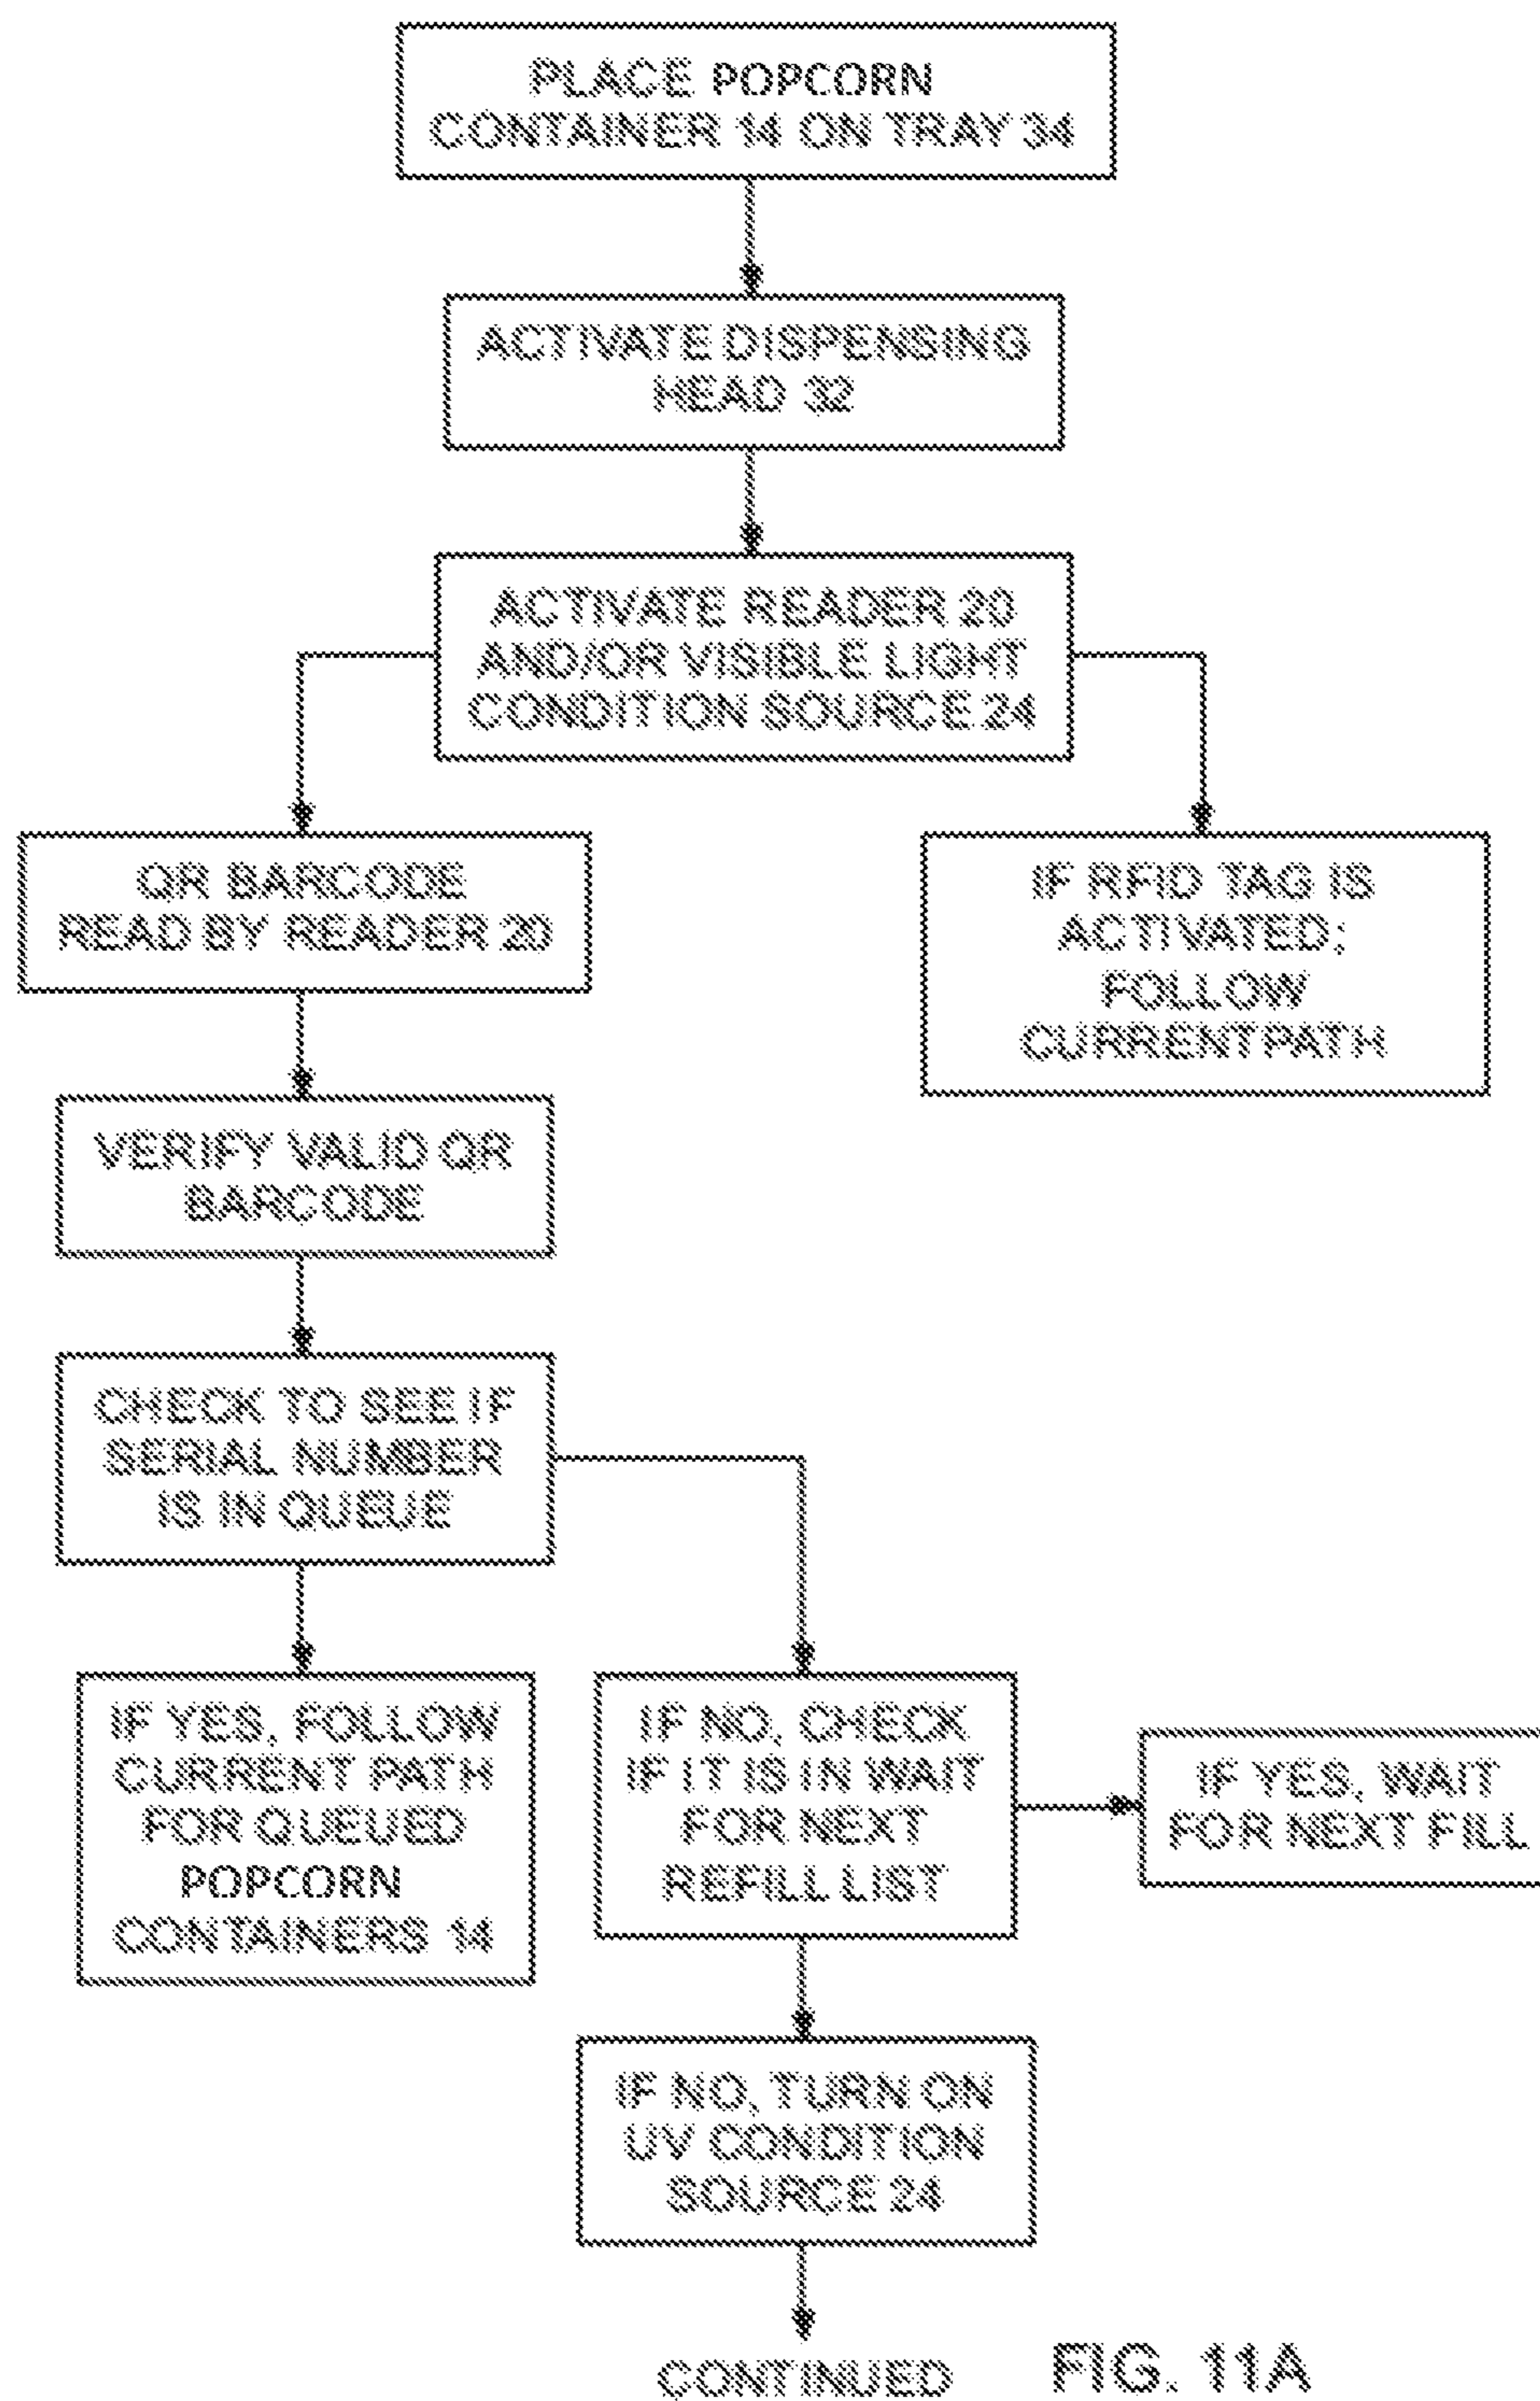 PLACE POPCORN
CONTAINER 14 ON TRAY 34
ACTIVATE DISPENSING
HEAD 32
ACTIVATE READER 20
AND/OR VISIBLE LIGHT
CONDITION SOURCE 24
QR BARCODE
READ BY READER 20
IF RFID TAG IS
ACTIVATED;
FOLLOW
CURRENT PATH
VERIFY VALID QR
BARCODE
CHECK TO SEE IF
SERIAL NUMBER
IS IN QUEUE
IF YES, FOLLOW
CURRENT PATH
FOR QUEUED
POPCORN
CONTAINERS 14
IF NO, CHECK
IF IT IS IN WAIT
FOR NEXT
REFILL LIST
IF YES, WAIT
FOR NEXT FILL
IF NO, TURN ON
UV CONDITION
SOURCE 24
CONTINUED
FIG. 11A